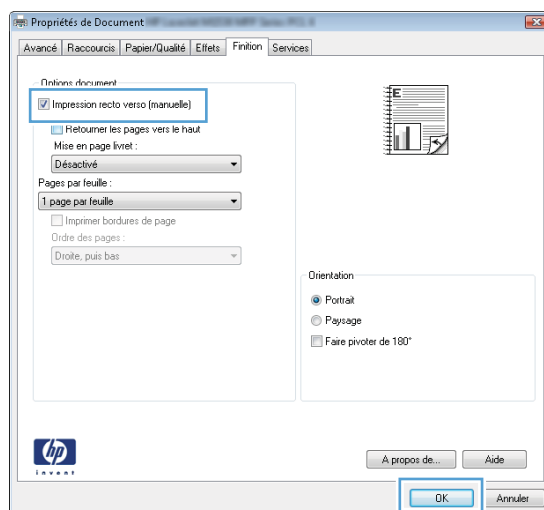 Propriétés de Document
Avancé Raccourcis Papier/Qualité Effets Finition Services
Options document
Impression recto verso (manuelle)
Retourner les pages vers le haut
Mise en page livret :
Désactivé
Pages par feuille :
1 page par feuille
Imprimer bordures de page
Ordre des pages :
Droite, puis bas
E
Orientation
Portrait
Paysage
Faire pivoter de 180°
hp
invent
A propos de... Aide
OK Annuler